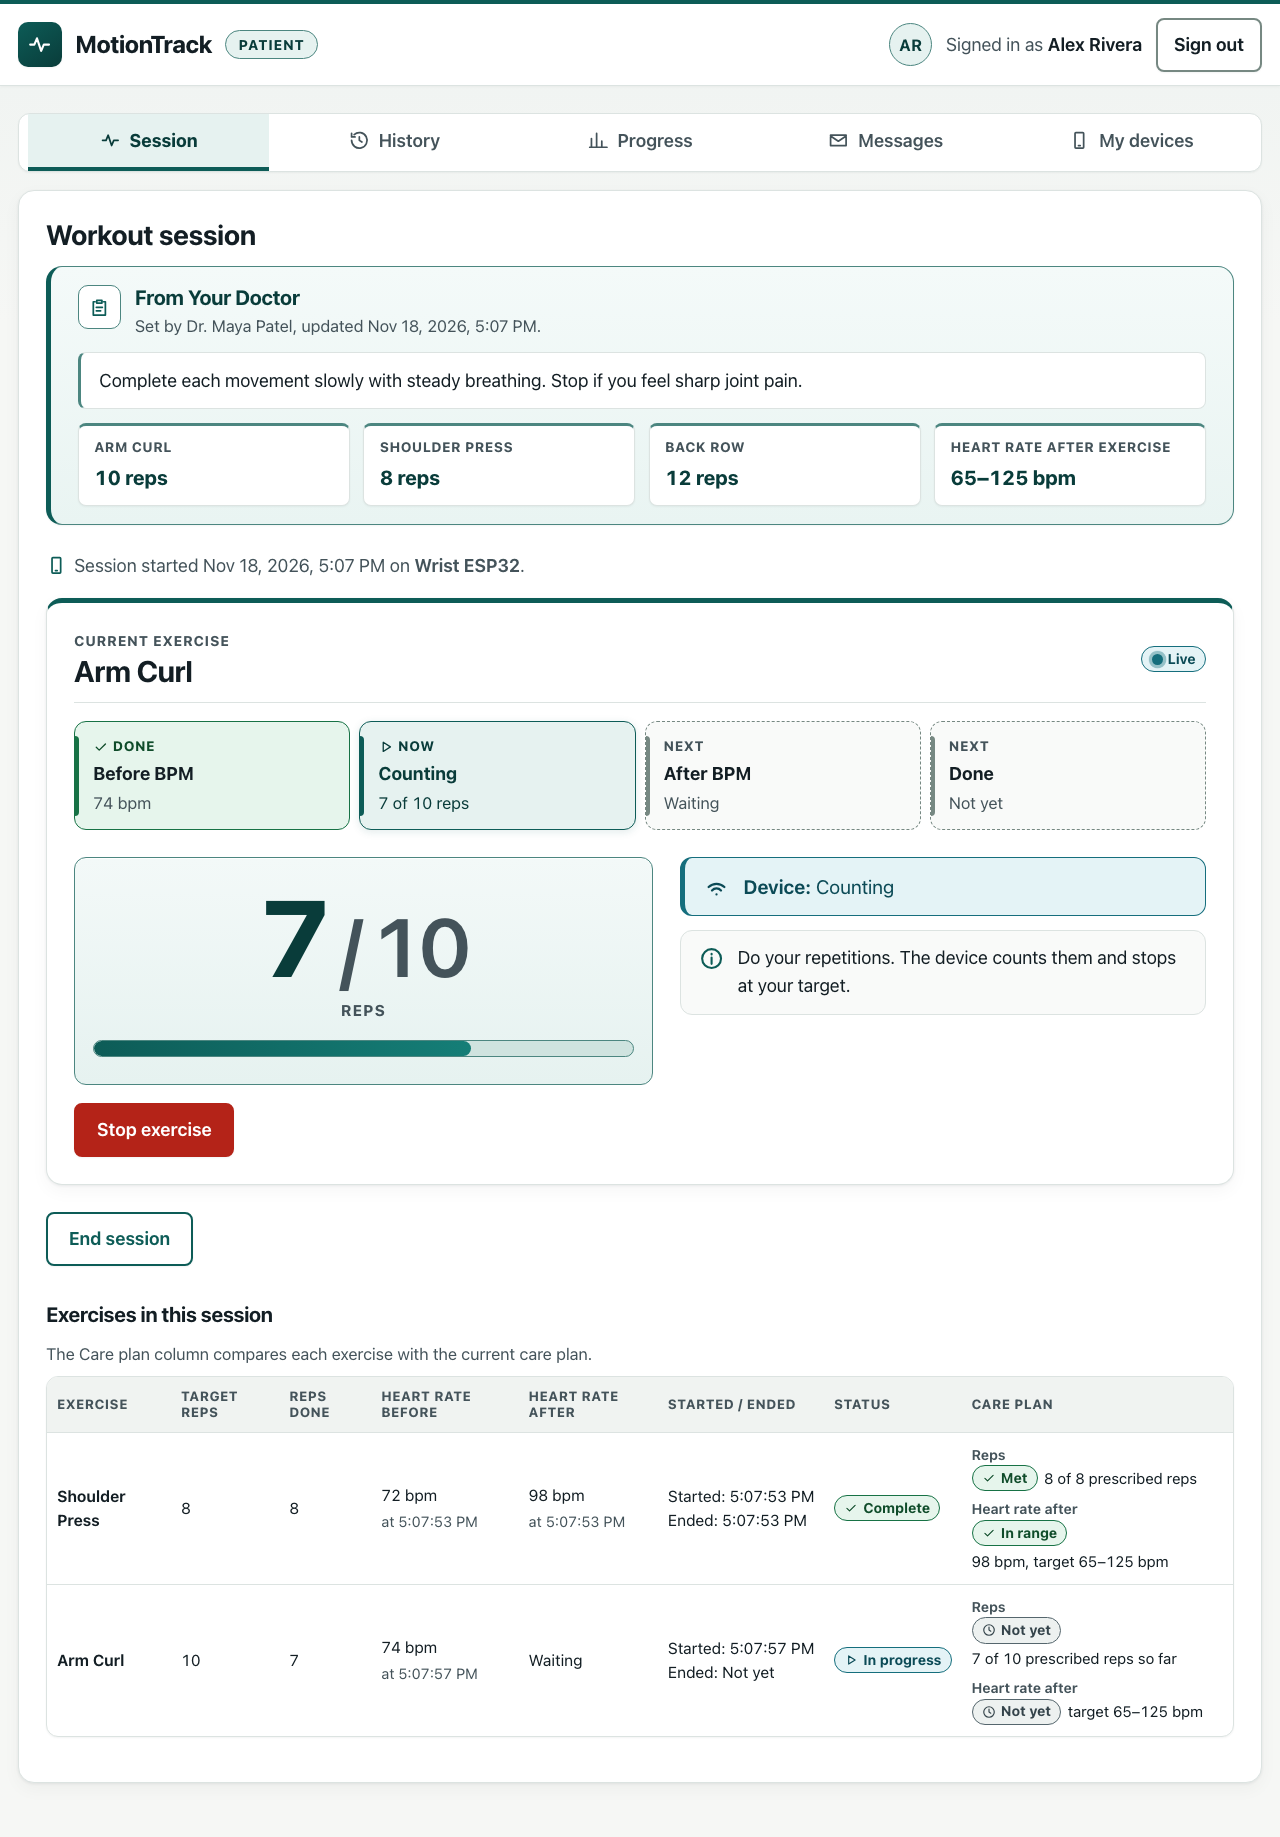 MotionTrack PATIENT
AR Signed in as Alex Rivera Sign out
Session History Progress Messages My devices
Workout session
From Your Doctor
Set by Dr. Maya Patel, updated Nov 18, 2026, 5:07 PM.
Complete each movement slowly with steady breathing. Stop if you feel sharp joint pain.
ARM CURL
10 reps
SHOULDER PRESS
8 reps
BACK ROW
12 reps
HEART RATE AFTER EXERCISE
65–125 bpm
Session started Nov 18, 2026, 5:07 PM on Wrist ESP32.
CURRENT EXERCISE
Arm Curl
Live
DONE
Before BPM
74 bpm
NOW
Counting
7 of 10 reps
NEXT
After BPM
Waiting
NEXT
Done
Not yet
7/10
REPS
Device: Counting
Do your repetitions. The device counts them and stops
at your target.
Stop exercise
End session
Exercises in this session
The Care plan column compares each exercise with the current care plan.
EXERCISE
TARGET
REPS
REPS
DONE
HEART RATE
BEFORE
HEART RATE
AFTER
STARTED / ENDED
STATUS
CARE PLAN
Shoulder
Press
8
8
72 bpm
at 5:07:53 PM
98 bpm
at 5:07:53 PM
Started: 5:07:53 PM
Ended: 5:07:53 PM
Complete
Reps
Met 8 of 8 prescribed reps
Heart rate after
In range
98 bpm, target 65–125 bpm
Arm Curl
10
7
74 bpm
at 5:07:57 PM
Waiting
Started: 5:07:57 PM
Ended: Not yet
In progress
Reps
Not yet
7 of 10 prescribed reps so far
Heart rate after
Not yet target 65–125 bpm